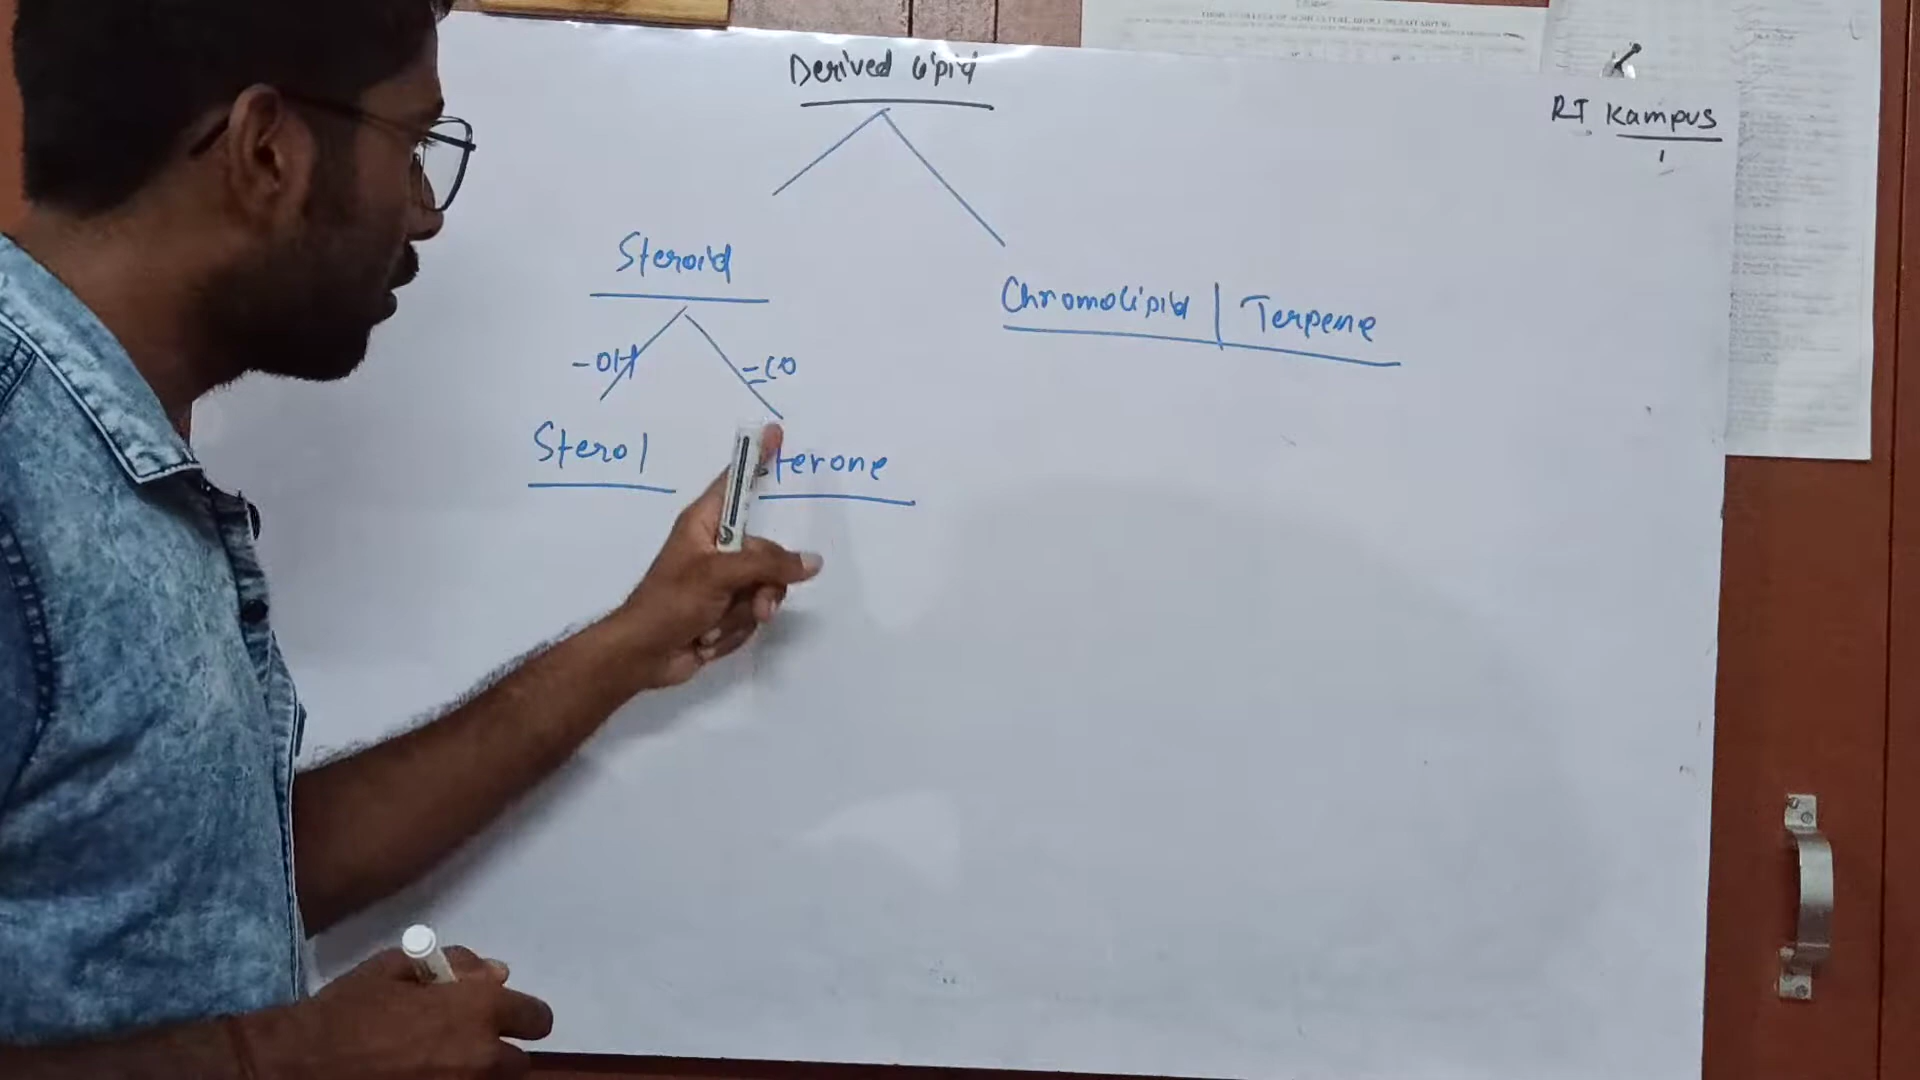 Derived lipid
RJ Kampus
Steroid
Chromolipid | Terpene
-OH
=CO
Sterol
terone